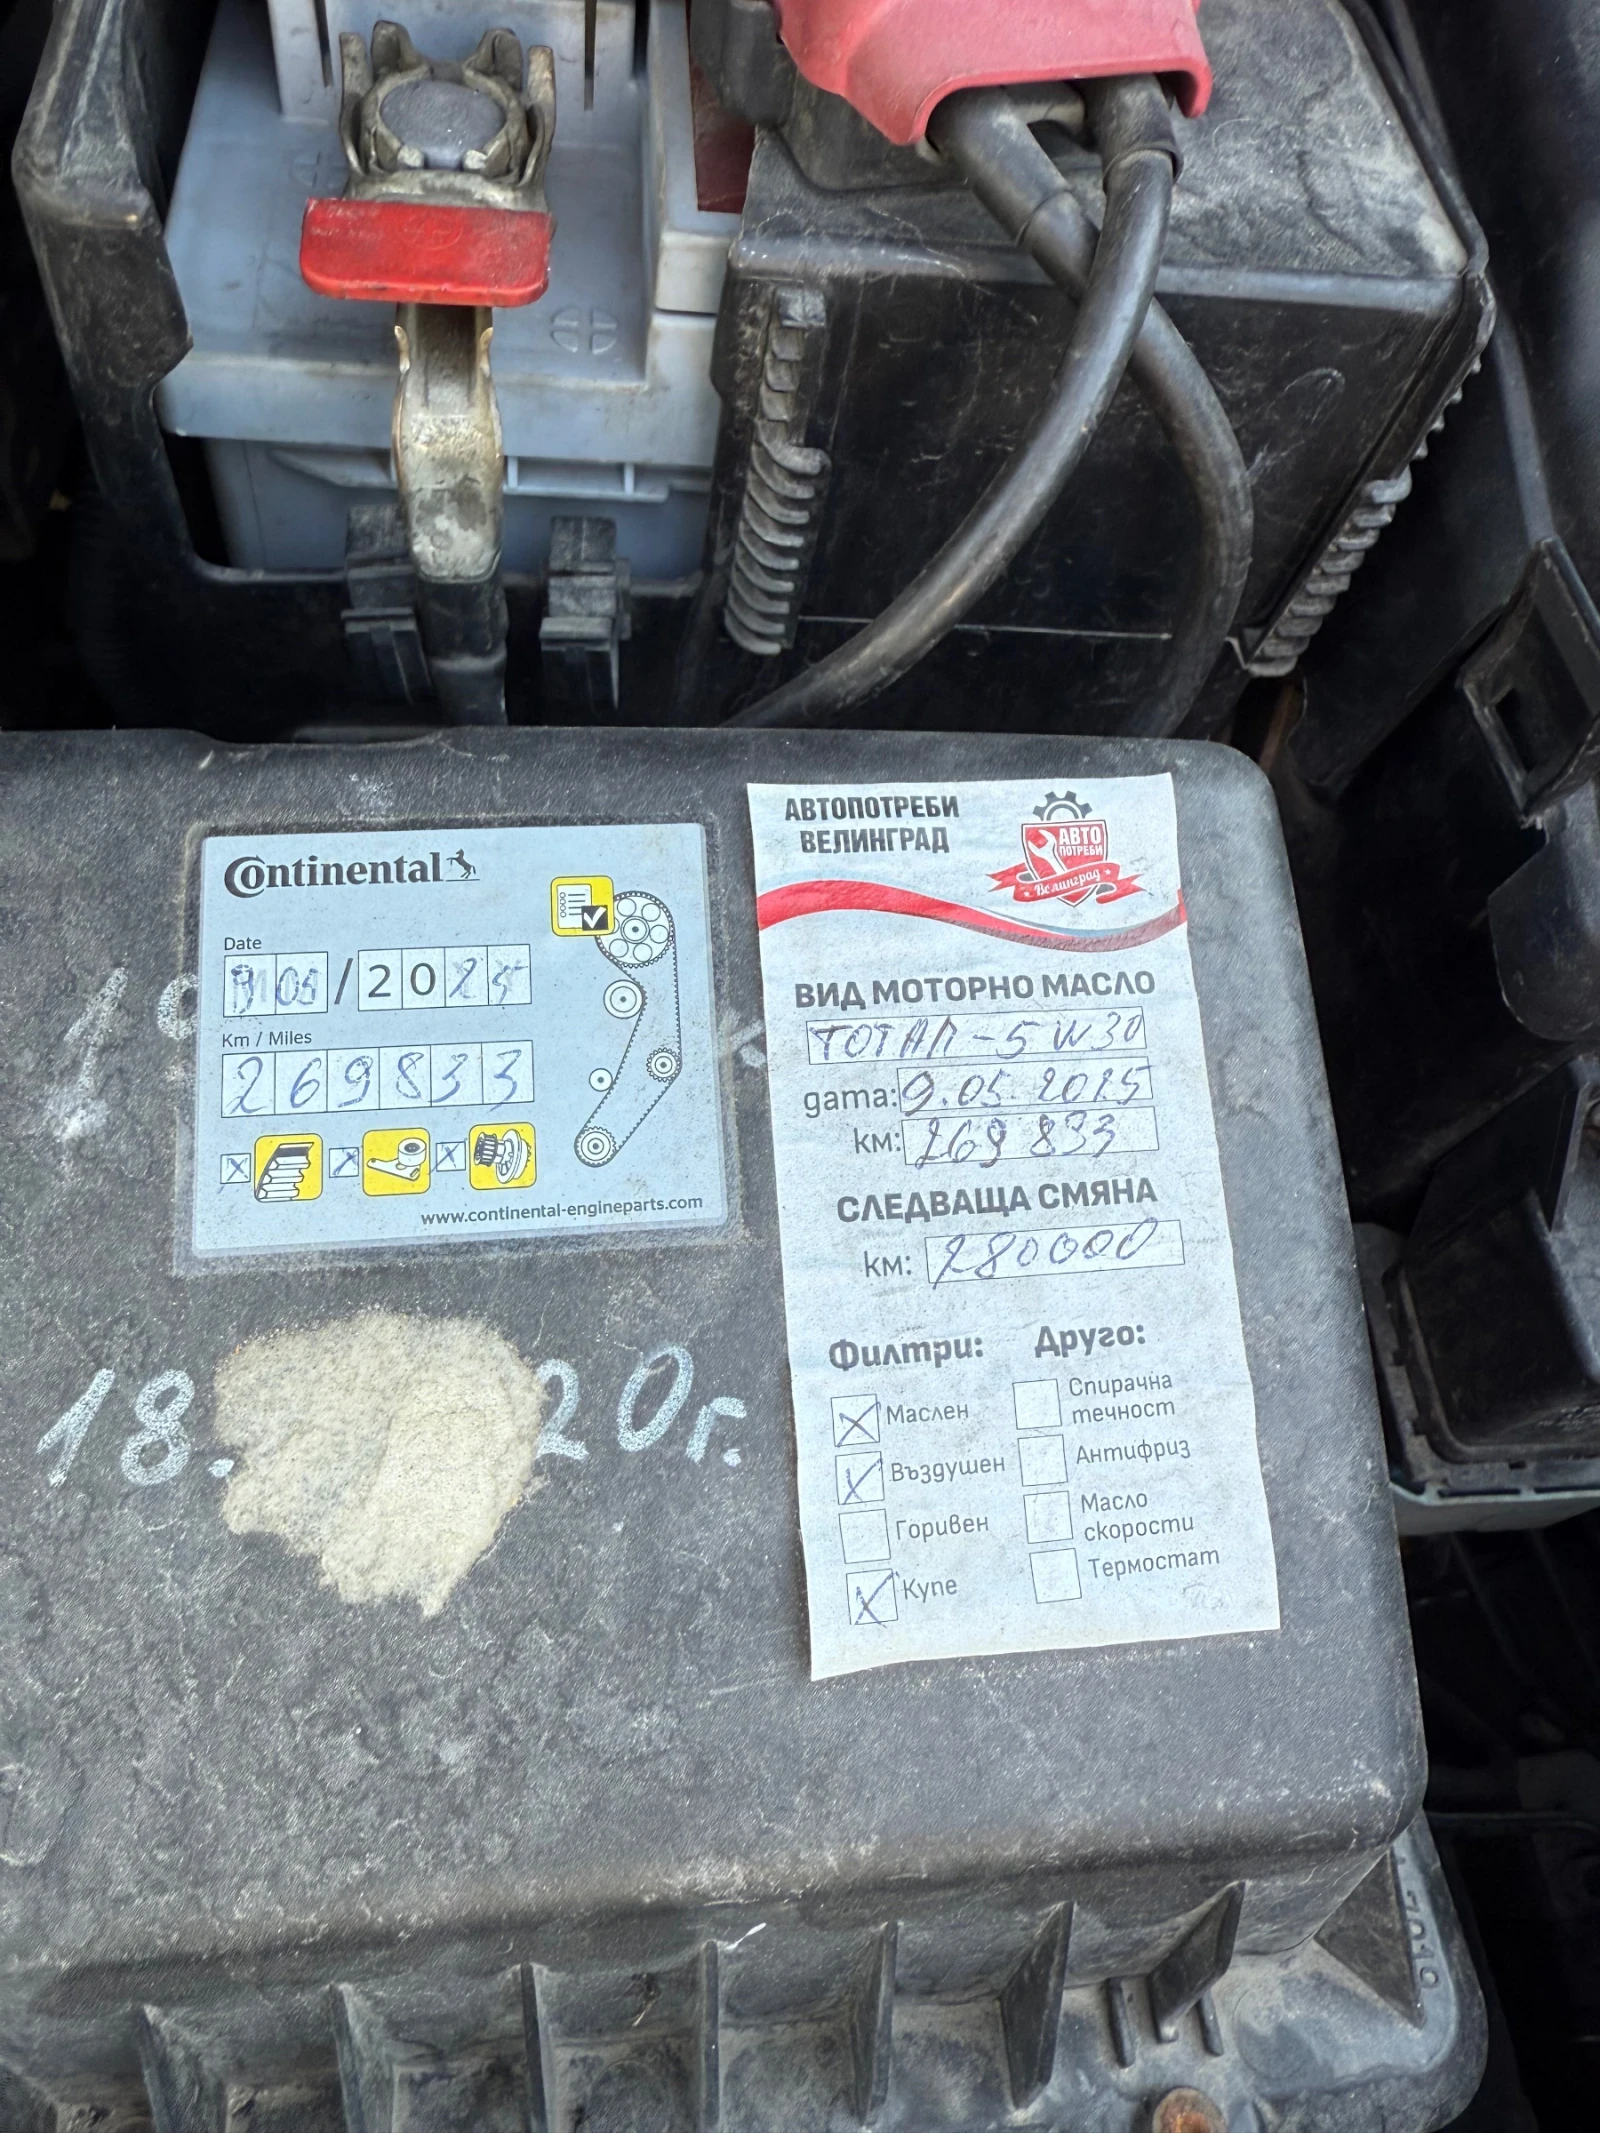 Continental
Date
05 / 2025
Km / Miles
269833
www.continental-engineparts.com
18. 20г.
АВТОПОТРЕБИ
ВЕЛИНГРАД
АВТО
ПОТРЕБИ
Велинград
ВИД МОТОРНО МАСЛО
ТОТАЛ-5W30
дата: 9.05.2025
км: 269 833
СЛЕДВАЩА СМЯНА
км: 280000
Филтри:
Маслен
Въздушен
Горивен
Купе
Друго:
Спирачна
течност
Антифриз
Масло
скорости
Термостат